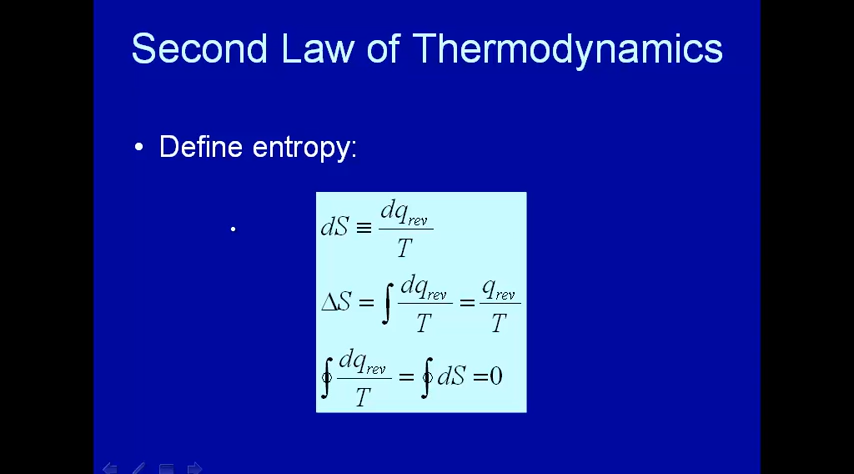 Second Law of Thermodynamics
• Define entropy:
dS ≡ dq_rev / T
ΔS = ∫ dq_rev / T = q_rev / T
∮ dq_rev / T = ∮ dS = 0